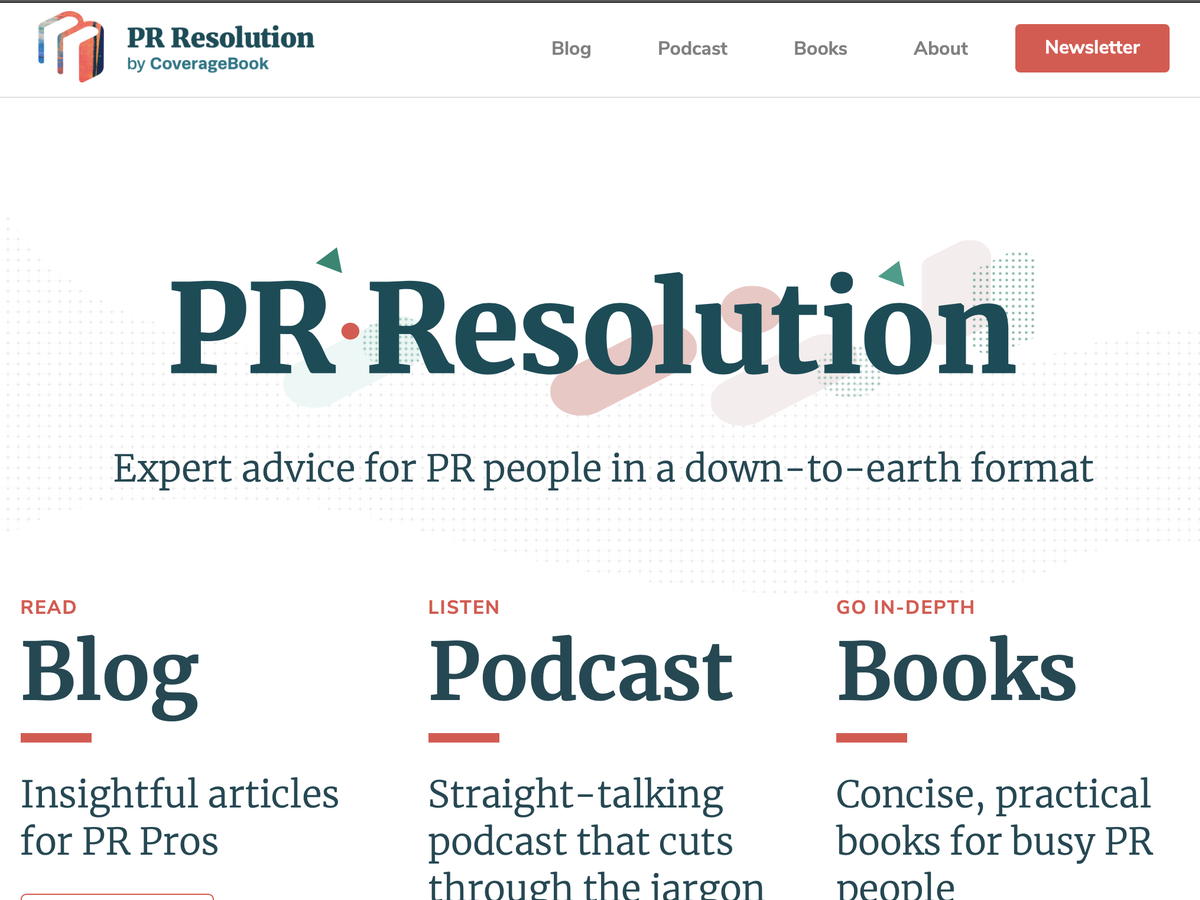 PR Resolution
by CoverageBook
Blog
Podcast
Books
About
Newsletter
PR·Resolution
Expert advice for PR people in a down-to-earth format
READ
Blog
Insightful articles
for PR Pros
LISTEN
Podcast
Straight-talking
podcast that cuts
through the jargon
GO IN-DEPTH
Books
Concise, practical
books for busy PR
people